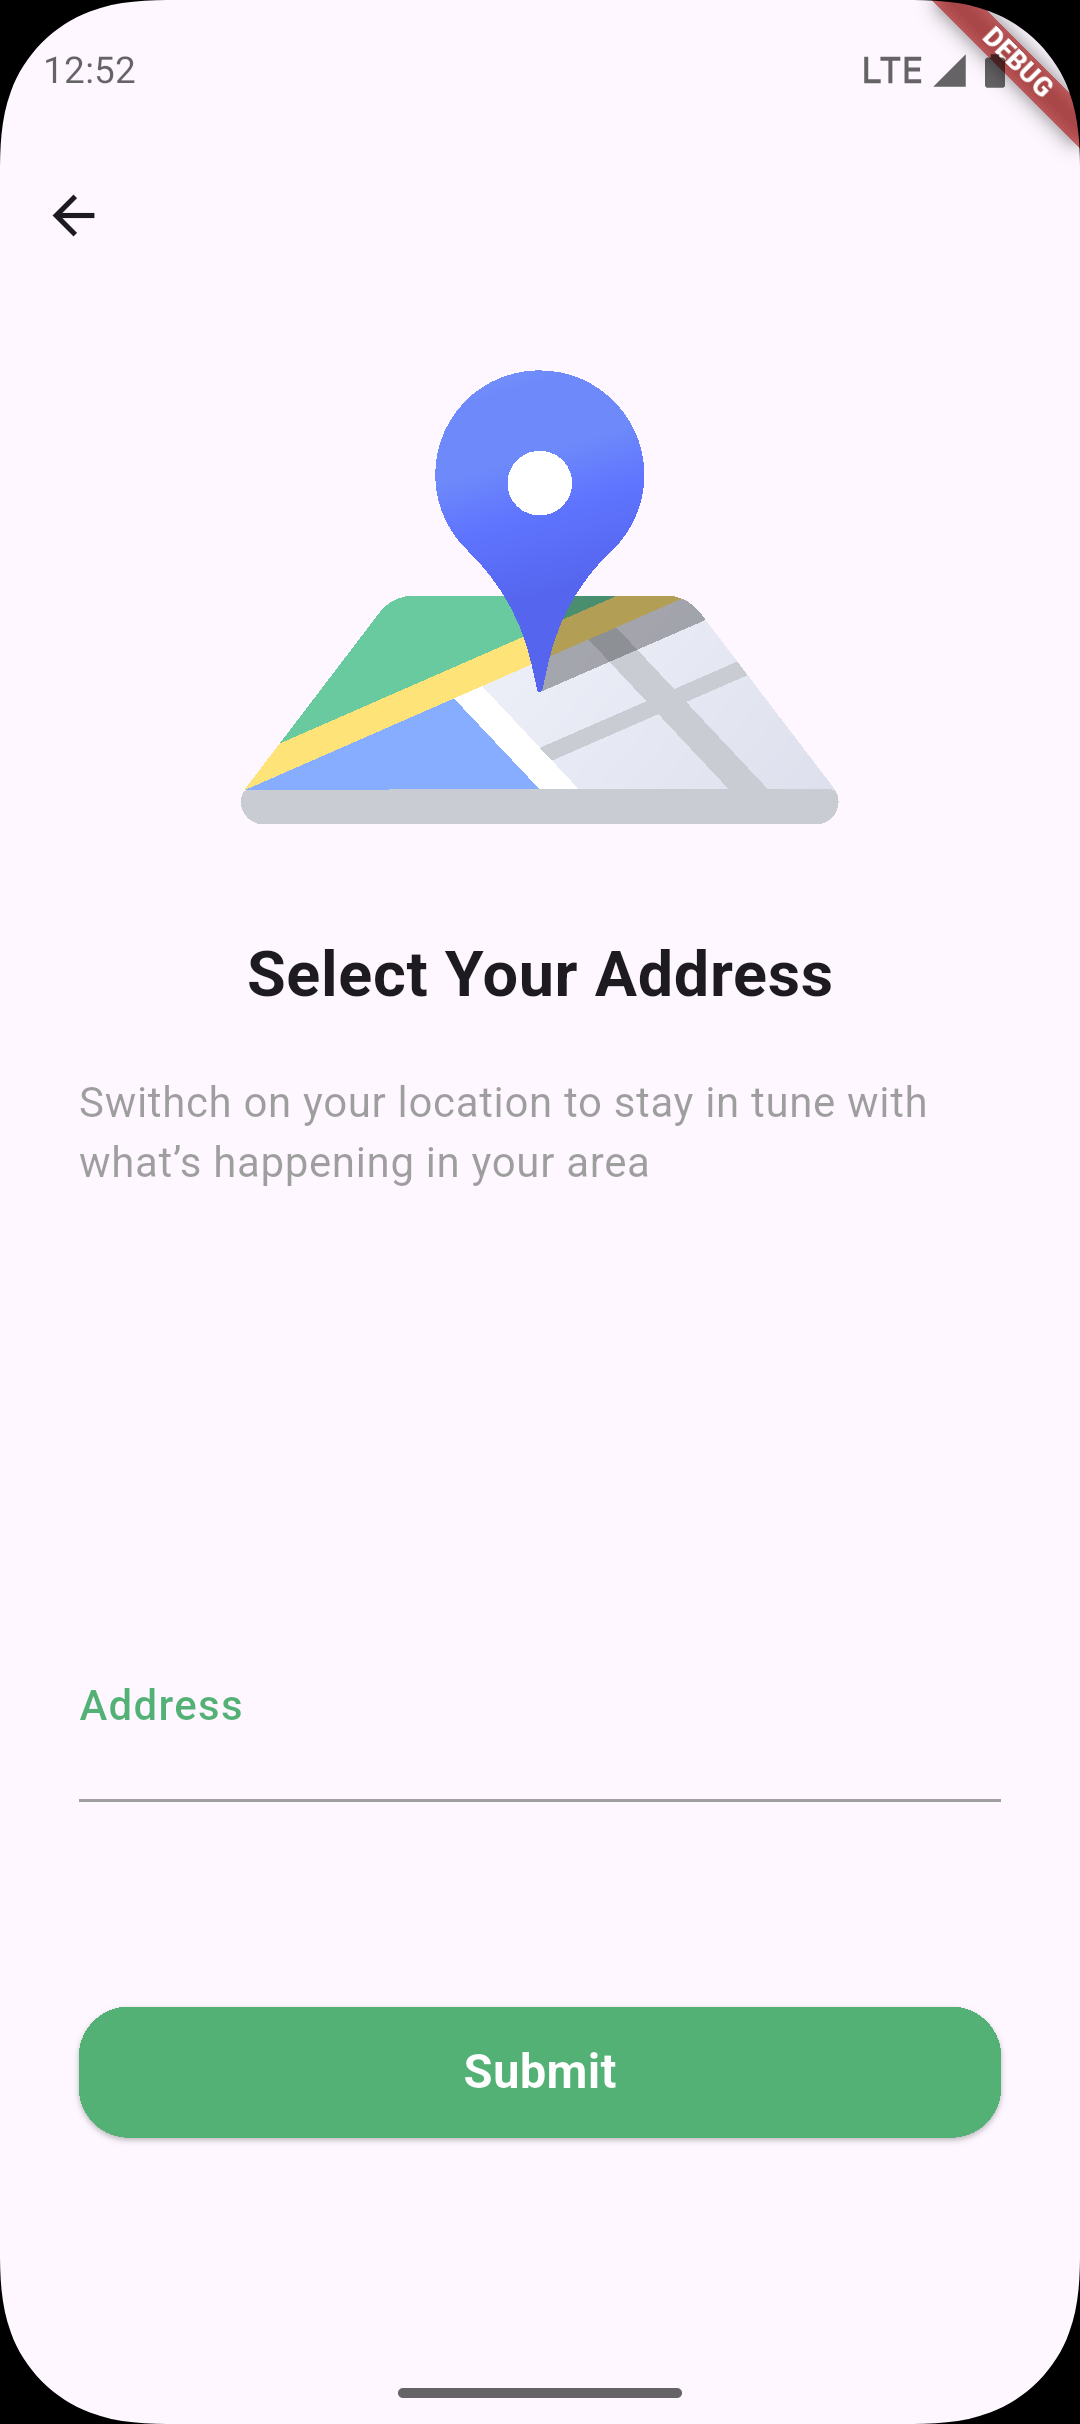 12:52
LTE
DEBUG
Select Your Address
Swithch on your location to stay in tune with
what’s happening in your area
Address
Submit